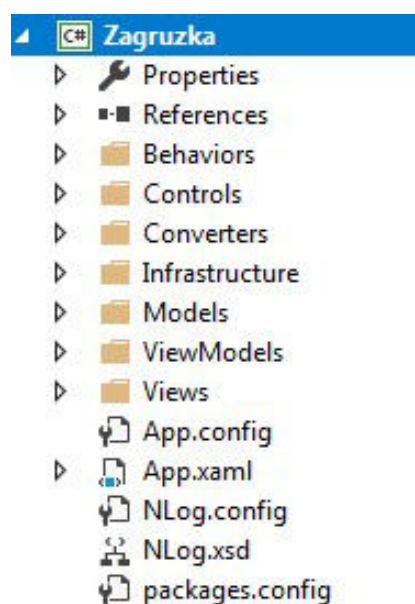 C# Zagruzka
Properties
References
Behaviors
Controls
Converters
Infrastructure
Models
ViewModels
Views
App.config
App.xaml
NLog.config
NLog.xsd
packages.config